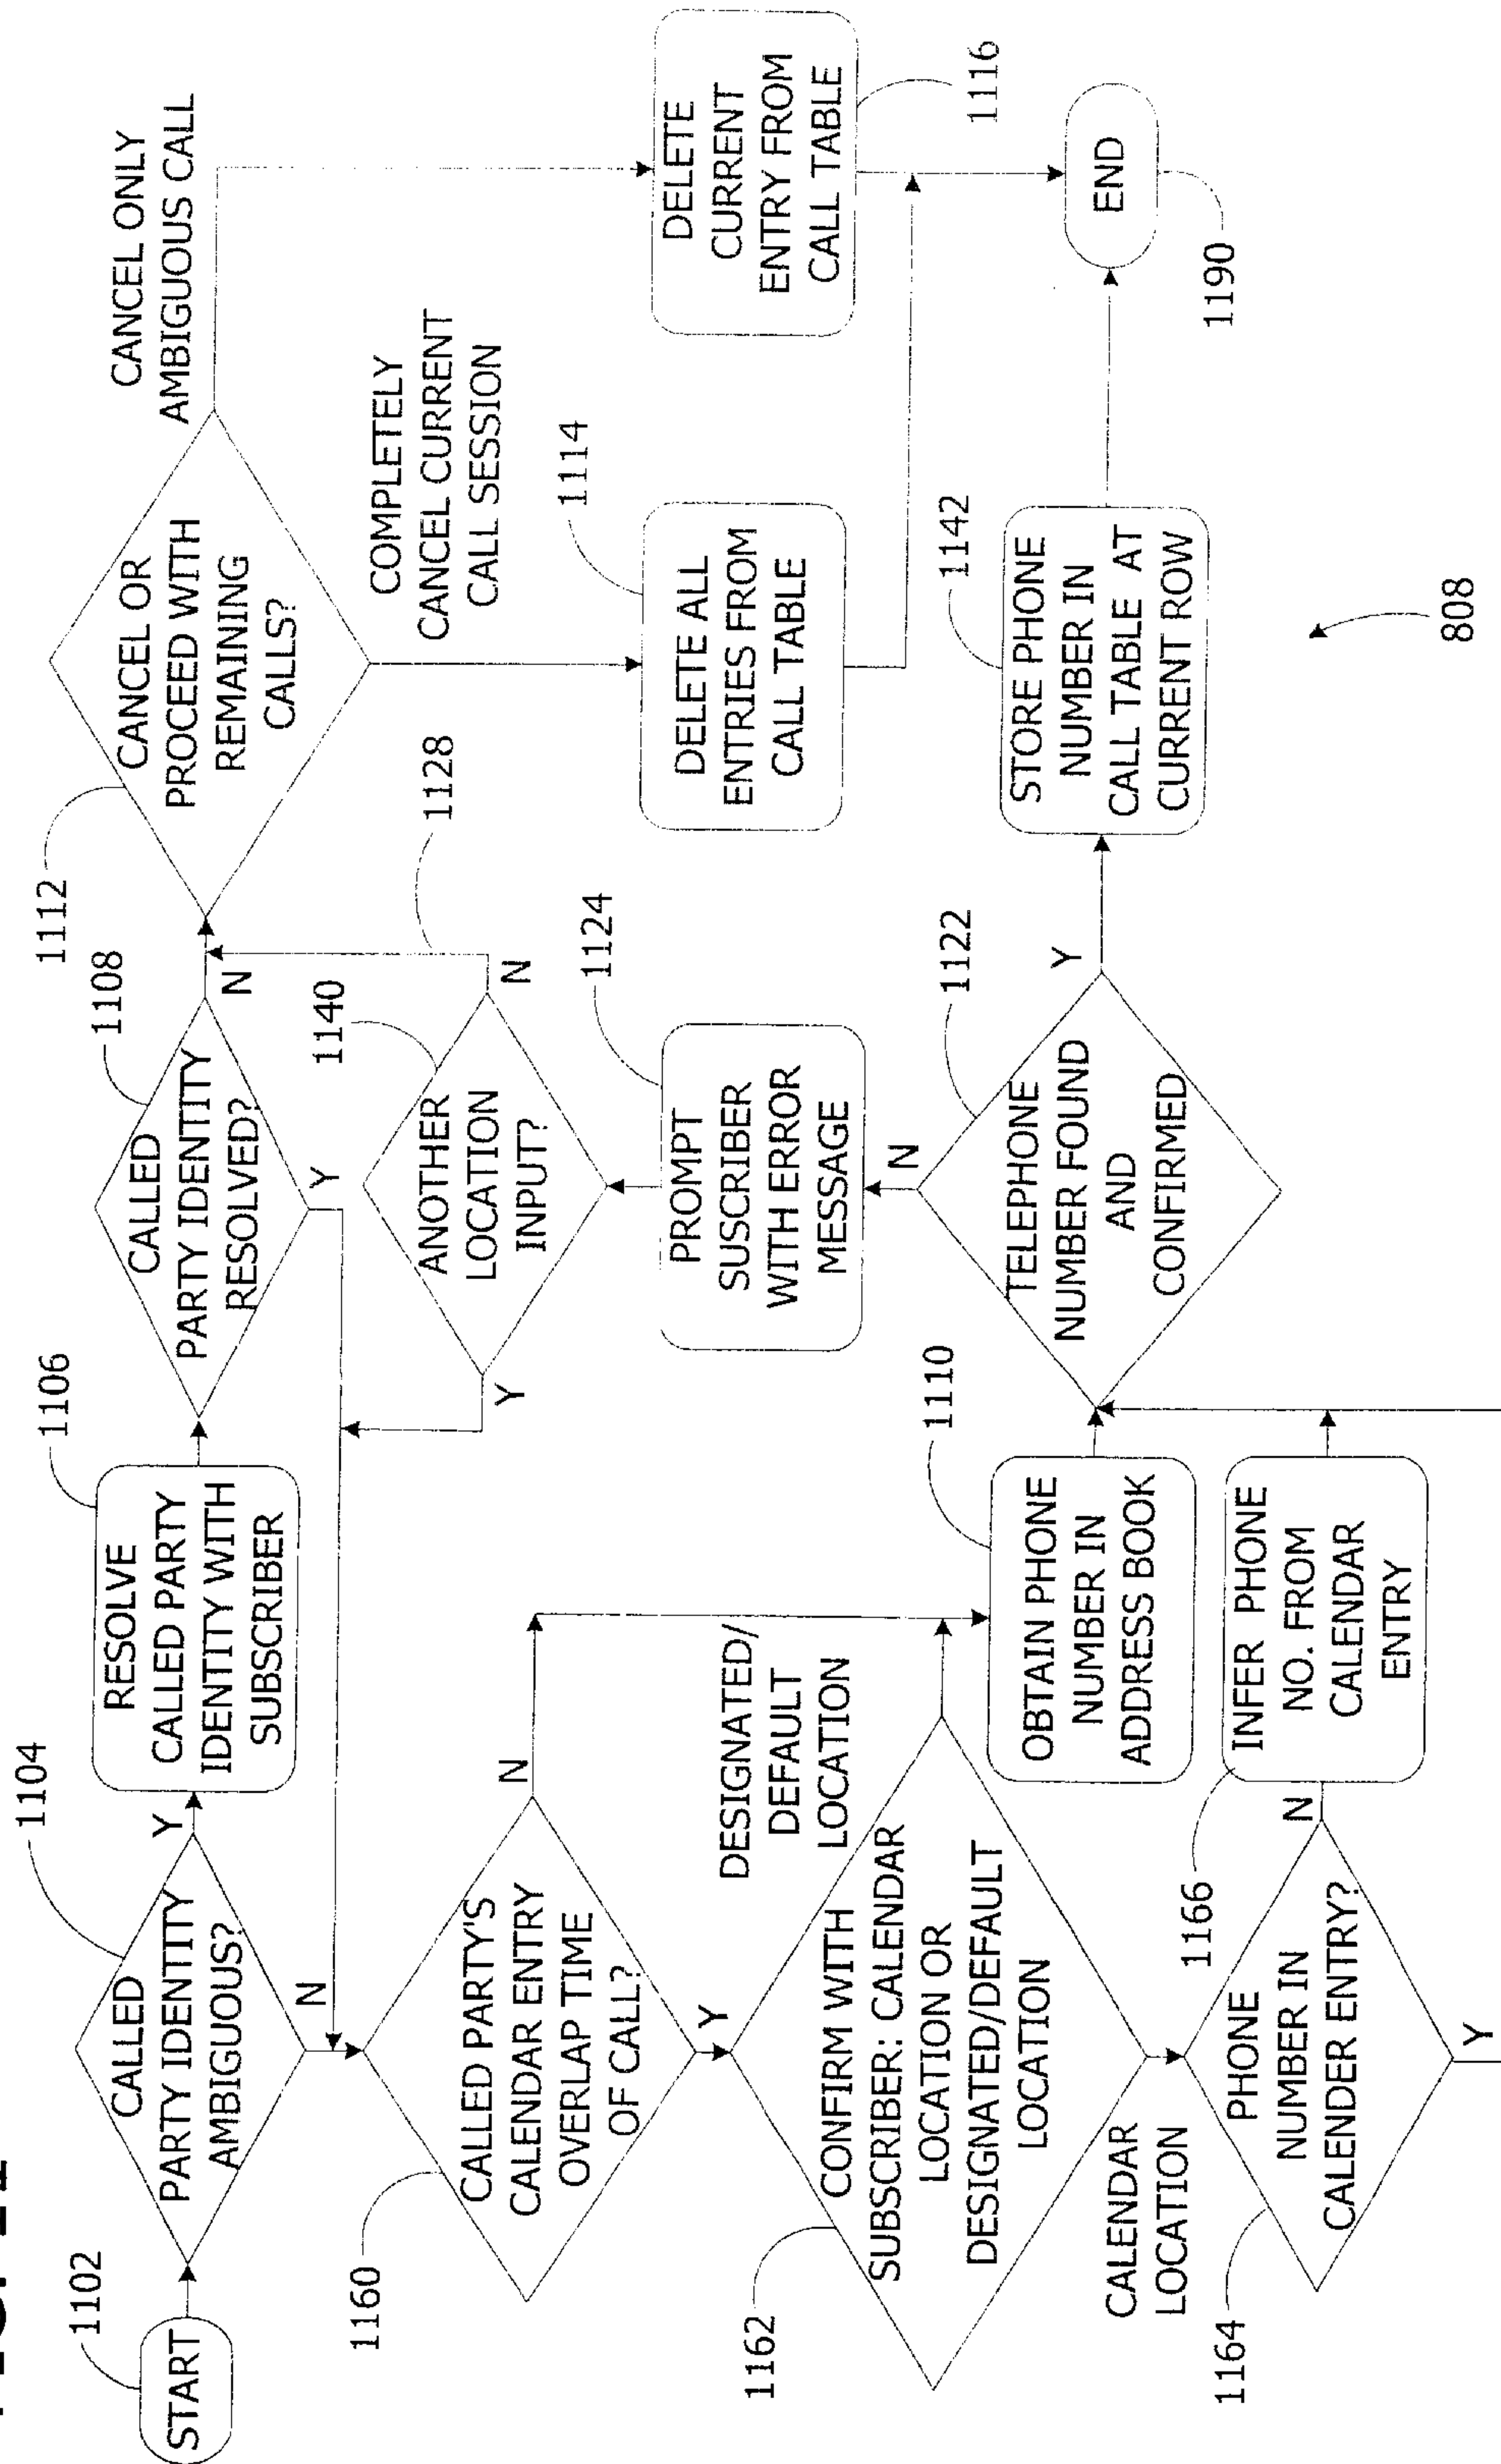 1102
START
1104
CALLED
PARTY IDENTITY
AMBIGUOUS?
Y
N
1106
RESOLVE
CALLED PARTY
IDENTITY WITH
SUBSCRIBER
1108
CALLED
PARTY IDENTITY
RESOLVED?
N
Y
1112
CANCEL OR
PROCEED WITH
REMAINING
CALLS?
CANCEL ONLY
AMBIGUOUS CALL
COMPLETELY
CANCEL CURRENT
CALL SESSION
1160
CALLED PARTY'S
CALENDAR ENTRY
OVERLAP TIME
OF CALL?
N
Y
1140
ANOTHER
LOCATION
INPUT?
Y
N
1128
1114
DELETE ALL
ENTRIES FROM
CALL TABLE
DELETE
CURRENT
ENTRY FROM
CALL TABLE
1116
1162
CONFIRM WITH
SUBSCRIBER: CALENDAR
LOCATION OR
DESIGNATED/DEFAULT
LOCATION
DESIGNATED/
DEFAULT
LOCATION
CALENDAR
LOCATION
1124
PROMPT
SUSCRIBER
WITH ERROR
MESSAGE
1110
OBTAIN PHONE
NUMBER IN
ADDRESS BOOK
1122
TELEPHONE
NUMBER FOUND
AND
CONFIRMED
N
Y
1142
STORE PHONE
NUMBER IN
CALL TABLE AT
CURRENT ROW
END
1190
1164
PHONE
NUMBER IN
CALENDER ENTRY?
N
Y
1166
INFER PHONE
NO. FROM
CALENDAR
ENTRY
808